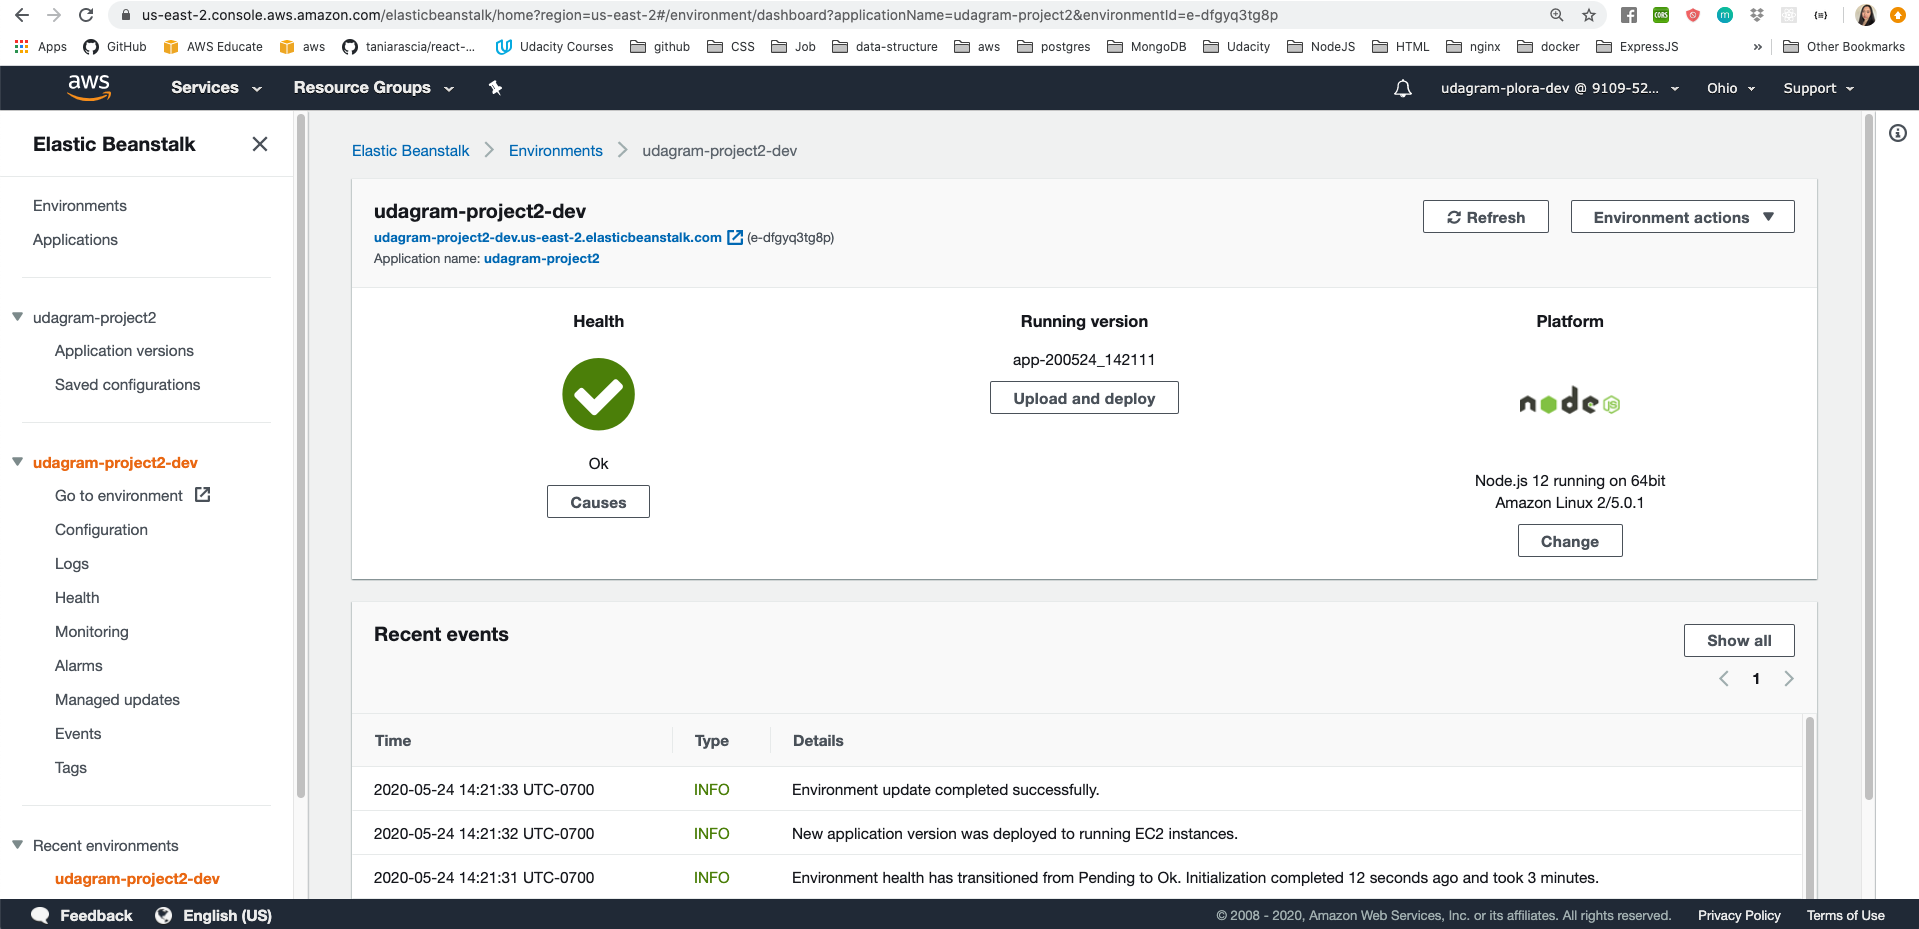 us-east-2.console.aws.amazon.com/elasticbeanstalk/home?region=us-east-2#/environment/dashboard?applicationName=udagram-project2&environmentId=e-dfgyq3tg8p
Apps GitHub AWS Educate aws taniarascia/react-... Udacity Courses github CSS Job data-structure aws postgres MongoDB Udacity NodeJS HTML nginx docker ExpressJS » Other Bookmarks
aws Services Resource Groups udagram-plora-dev @ 9109-52... Ohio Support
Elastic Beanstalk
Environments
Applications
udagram-project2
Application versions
Saved configurations
udagram-project2-dev
Go to environment
Configuration
Logs
Health
Monitoring
Alarms
Managed updates
Events
Tags
Recent environments
udagram-project2-dev
Elastic Beanstalk > Environments > udagram-project2-dev
udagram-project2-dev
udagram-project2-dev.us-east-2.elasticbeanstalk.com (e-dfgyq3tg8p)
Application name: udagram-project2
Refresh Environment actions
Health
Ok
Causes
Running version
app-200524_142111
Upload and deploy
Platform
node JS
Node.js 12 running on 64bit
Amazon Linux 2/5.0.1
Change
Recent events
Show all
1
Time Type Details
2020-05-24 14:21:33 UTC-0700 INFO Environment update completed successfully.
2020-05-24 14:21:32 UTC-0700 INFO New application version was deployed to running EC2 instances.
2020-05-24 14:21:31 UTC-0700 INFO Environment health has transitioned from Pending to Ok. Initialization completed 12 seconds ago and took 3 minutes.
Feedback English (US) © 2008 - 2020, Amazon Web Services, Inc. or its affiliates. All rights reserved. Privacy Policy Terms of Use